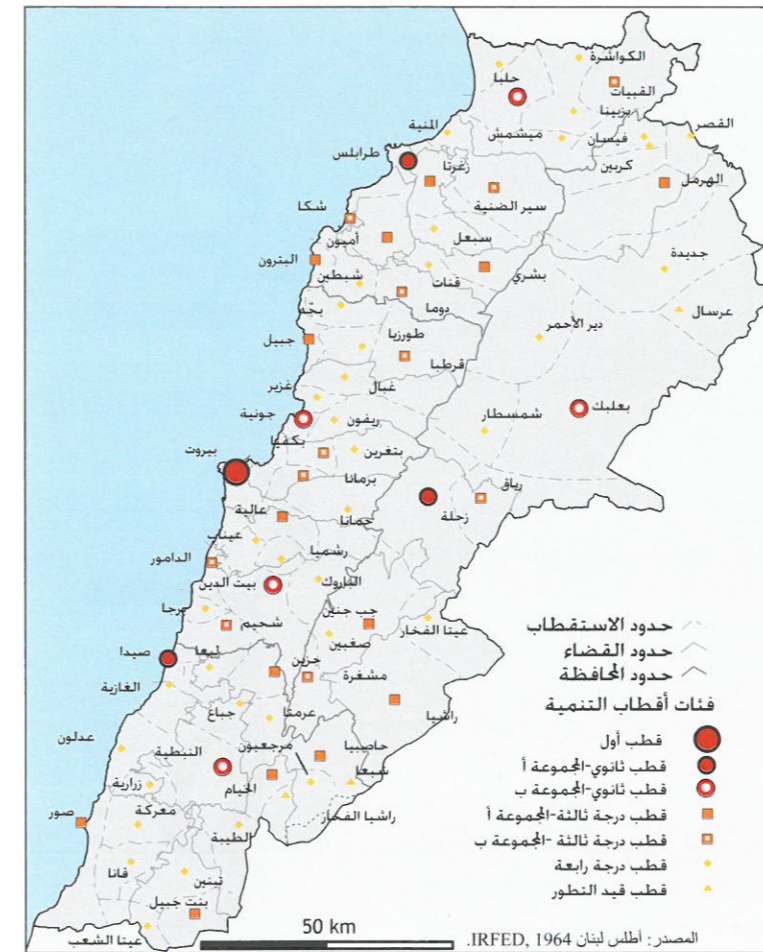 الكواشرة
حلبا
القبيات
بزبينا
القصر
المنية
ميشمش
فيسان
طرابلس
زغرتا
كربين
الهرمل
سير الضنية
شكا
سبعل
أميون
جديدة
البترون
بشري
شبطين
قنات
دوما
عرسال
بجّه
دير الأحمر
طورزيا
جبيل
قرطبا
غبال
غزير
بعلبك
شمسطار
جونية
ريفون
بكفيا
بتغرين
بيروت
برمانا
رياق
عالية
زحلة
حمانا
عيناب
رشميا
الدامور
الباروك
بيت الدين
جب جنين
برجا
شحيم
عيتا الفخار
صغبين
صيدا
لبعا
جزين
مشغرة
الغازية
راشيا
عرمتا
جباع
عدلون
حاصبيا
مرجعيون
النبطية
شبعا
الخيام
زرارية
راشيا الفخار
صور
معركة
الطيبة
قانا
تبنين
بنت جبيل
عيتا الشعب
حدود الاستقطاب
حدود القضاء
حدود المحافظة
فئات أقطاب التنمية
قطب أول
قطب ثانوي-المجموعة أ
قطب ثانوي-المجموعة ب
قطب درجة ثالثة-المجموعة أ
قطب درجة ثالثة -المجموعة ب
قطب درجة رابعة
قطب قيد التطور
50 km
المصدر: أطلس لبنان IRFED, 1964.